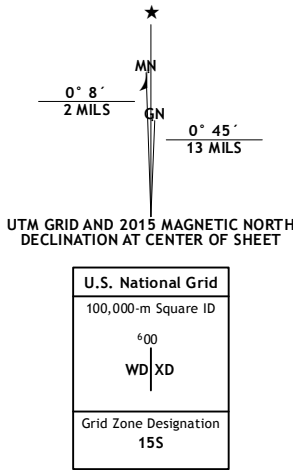 ★
MN
0° 8´
2 MILS
GN
0° 45´
13 MILS
UTM GRID AND 2015 MAGNETIC NORTH
DECLINATION AT CENTER OF SHEET
U.S. National Grid
100,000-m Square ID
⁶00
WD XD
Grid Zone Designation
15S